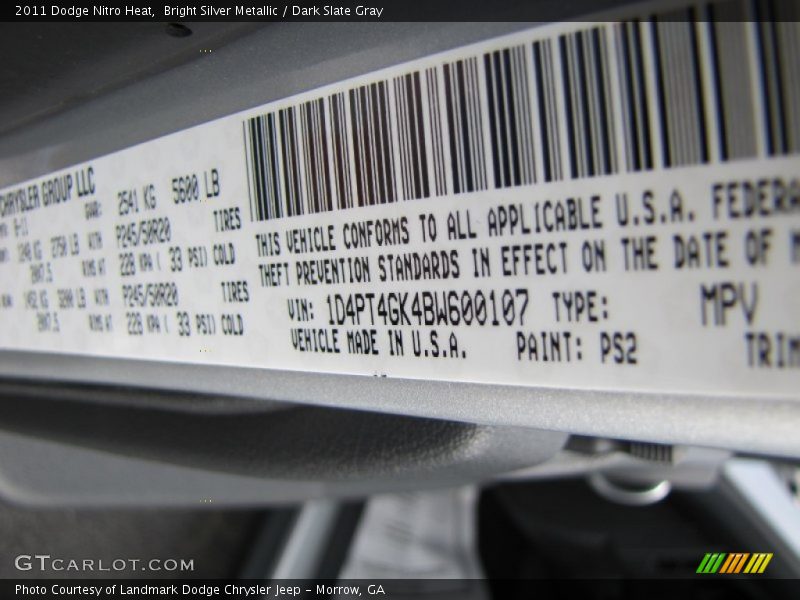 2011 Dodge Nitro Heat, Bright Silver Metallic / Dark Slate Gray
CHRYSLER GROUP LLC
2541 KG 5600 LB
P245/50R20 TIRES
228 KPA ( 33 PSI) COLD
P245/50R20 TIRES
228 KPA ( 33 PSI) COLD
THIS VEHICLE CONFORMS TO ALL APPLICABLE U.S.A. FEDERA
THEFT PREVENTION STANDARDS IN EFFECT ON THE DATE OF
VIN: 1D4PT4GK4BW600107 TYPE: MPV
VEHICLE MADE IN U.S.A. PAINT: PS2 TRIM
GTCARLOT.COM
Photo Courtesy of Landmark Dodge Chrysler Jeep - Morrow, GA